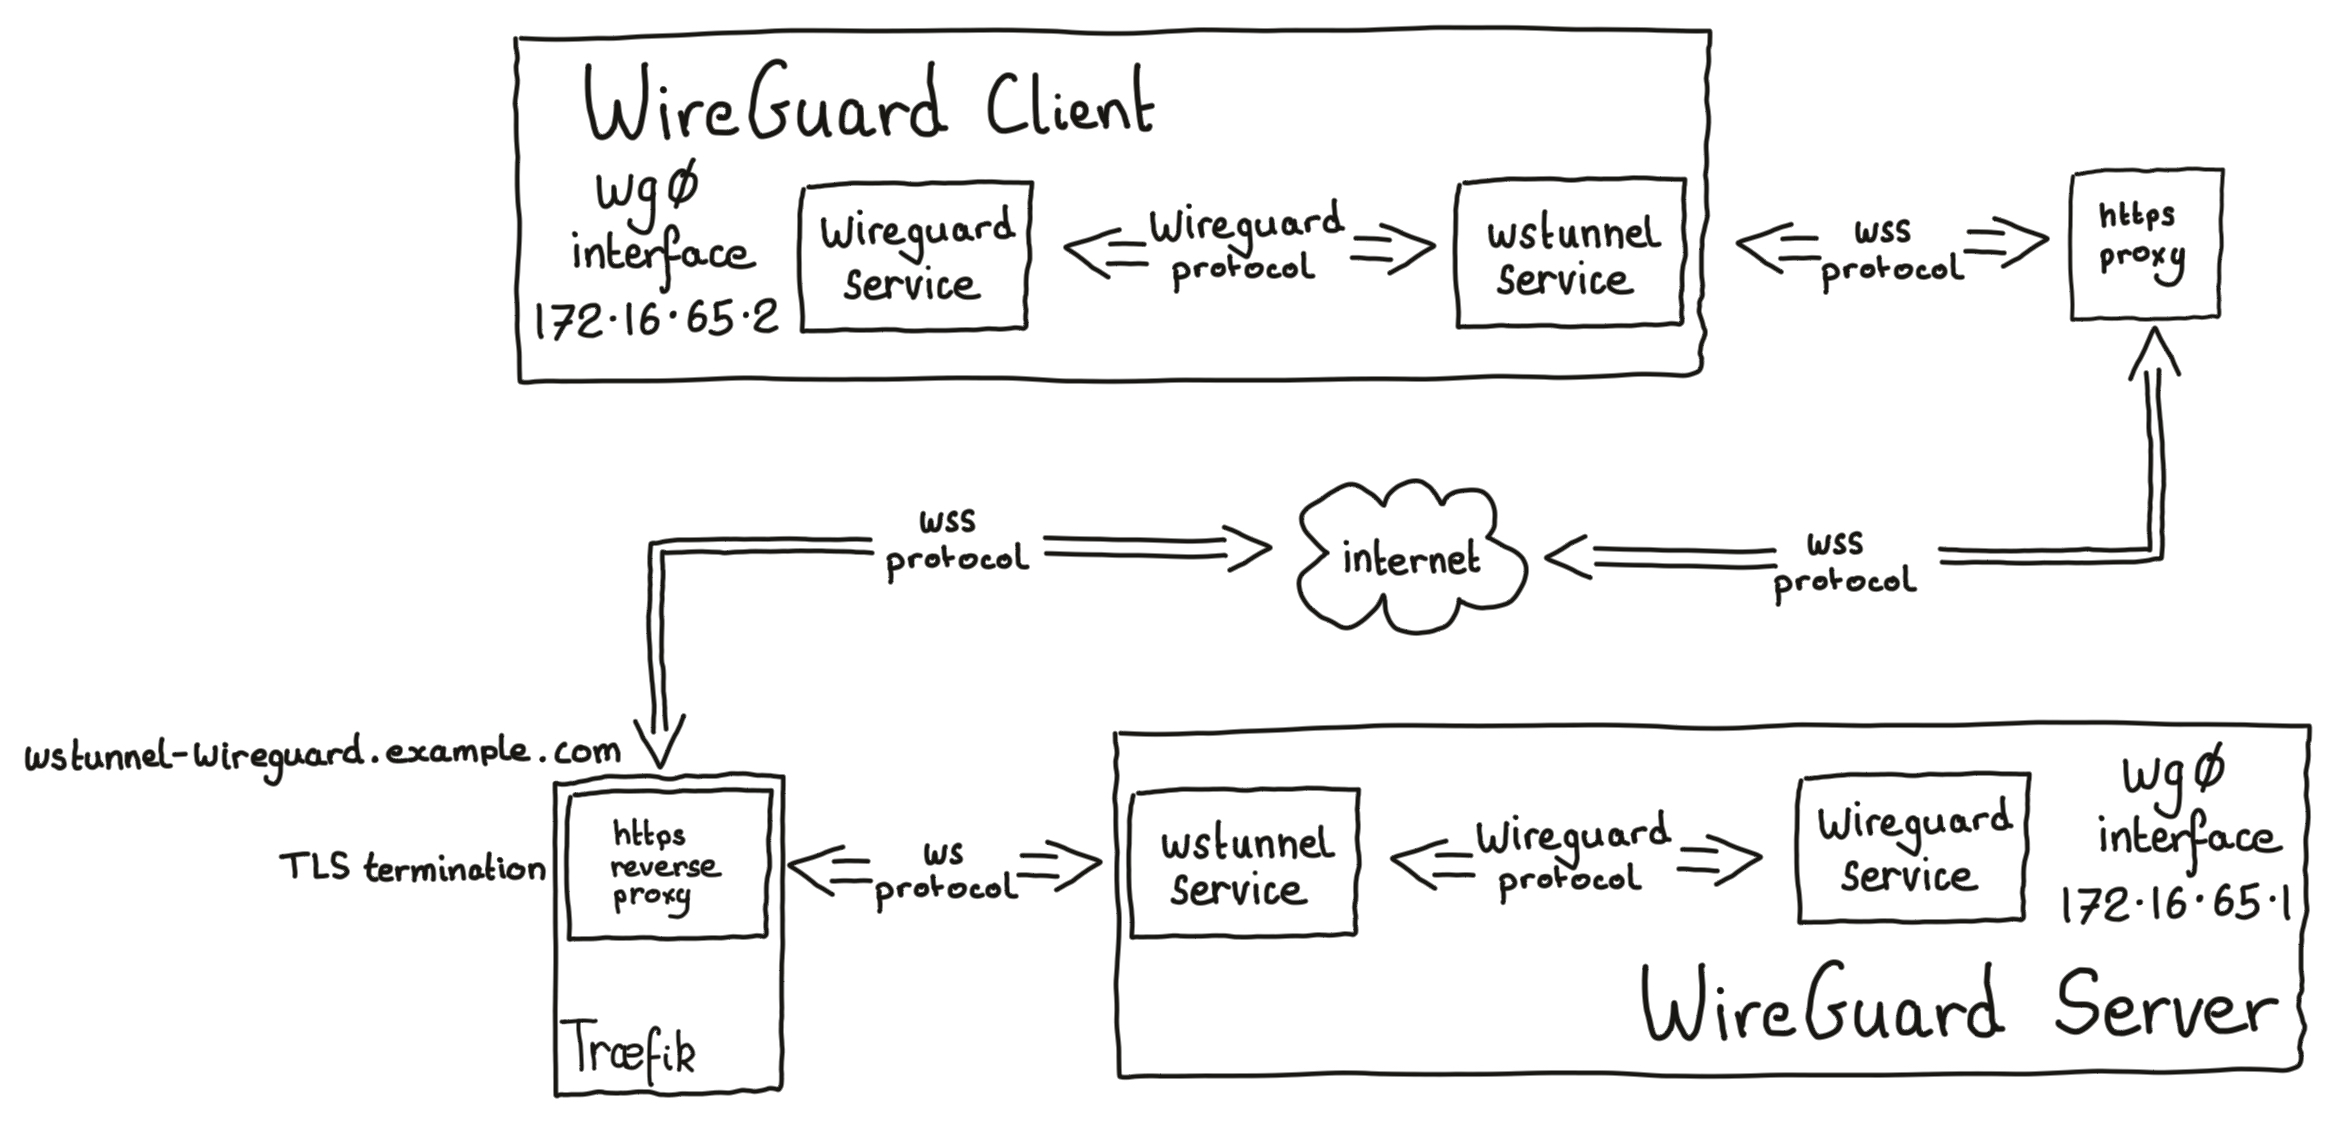 WireGuard Client
wgØ
interface
172.16.65.2
Wireguard
service
Wireguard
protocol
wstunnel
service
wss
protocol
https
proxy
wss
protocol
internet
wss
protocol
wstunnel-wireguard.example.com
TLS termination
https
reverse
proxy
Træfik
ws
protocol
wstunnel
service
Wireguard
protocol
Wireguard
service
wgØ
interface
172.16.65.1
WireGuard Server